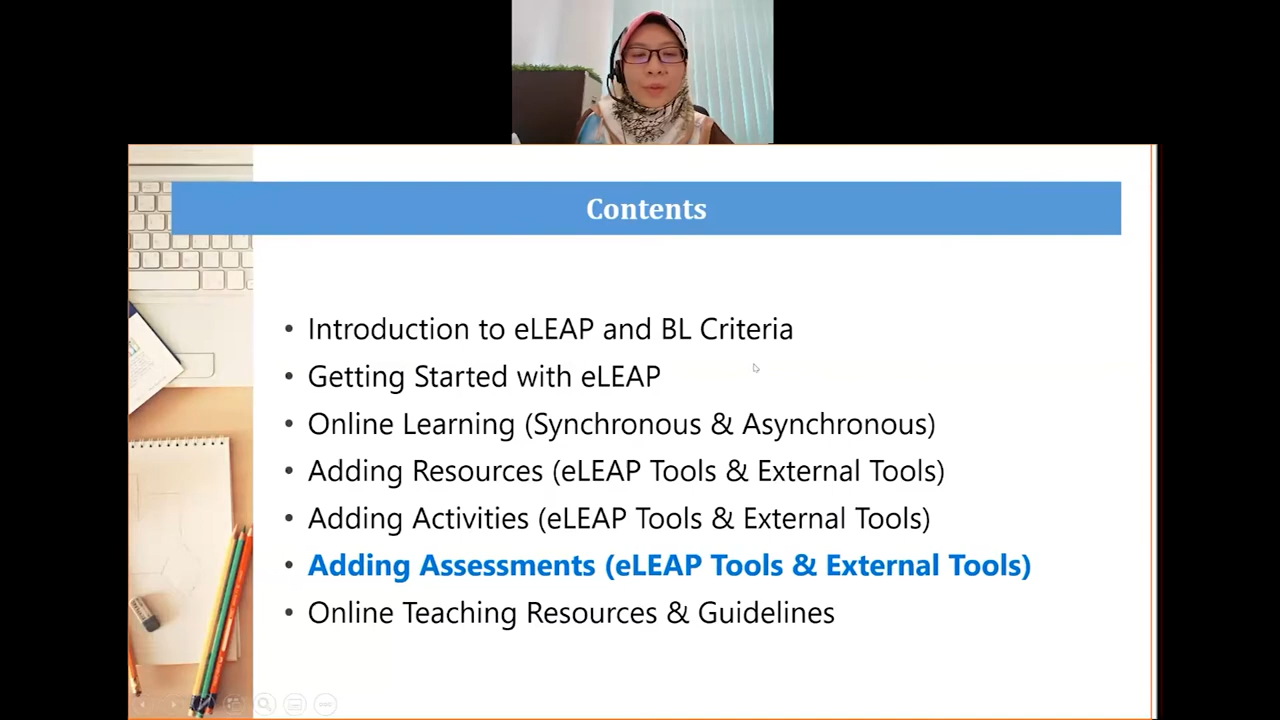 Contents
• Introduction to eLEAP and BL Criteria
• Getting Started with eLEAP
• Online Learning (Synchronous & Asynchronous)
• Adding Resources (eLEAP Tools & External Tools)
• Adding Activities (eLEAP Tools & External Tools)
• Adding Assessments (eLEAP Tools & External Tools)
• Online Teaching Resources & Guidelines